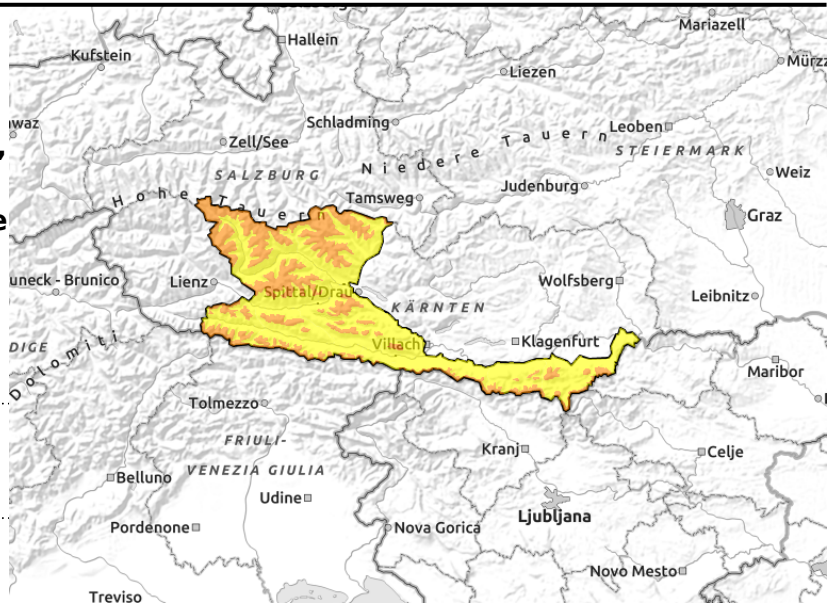 Mariazell
Hallein
Kufstein
Mürzz
Liezen
waz
Schladming
Leoben
Niedere Tauern
STEIERMARK
Zell/See
Weiz
SALZBURG
Judenburg
Hohe Tauern
Tamsweg
Graz
uneck - Brunico
Lienz
Wolfsberg
Spittal/Drau
Leibnitz
KÄRNTEN
Villach
Klagenfurt
DIGE
Dolomiti
Maribor
Tolmezzo
FRIULI-
VENEZIA GIULIA
Kranj
Celje
Belluno
Udine
Ljubljana
Pordenone
Nova Gorica
Novo Mesto
Treviso